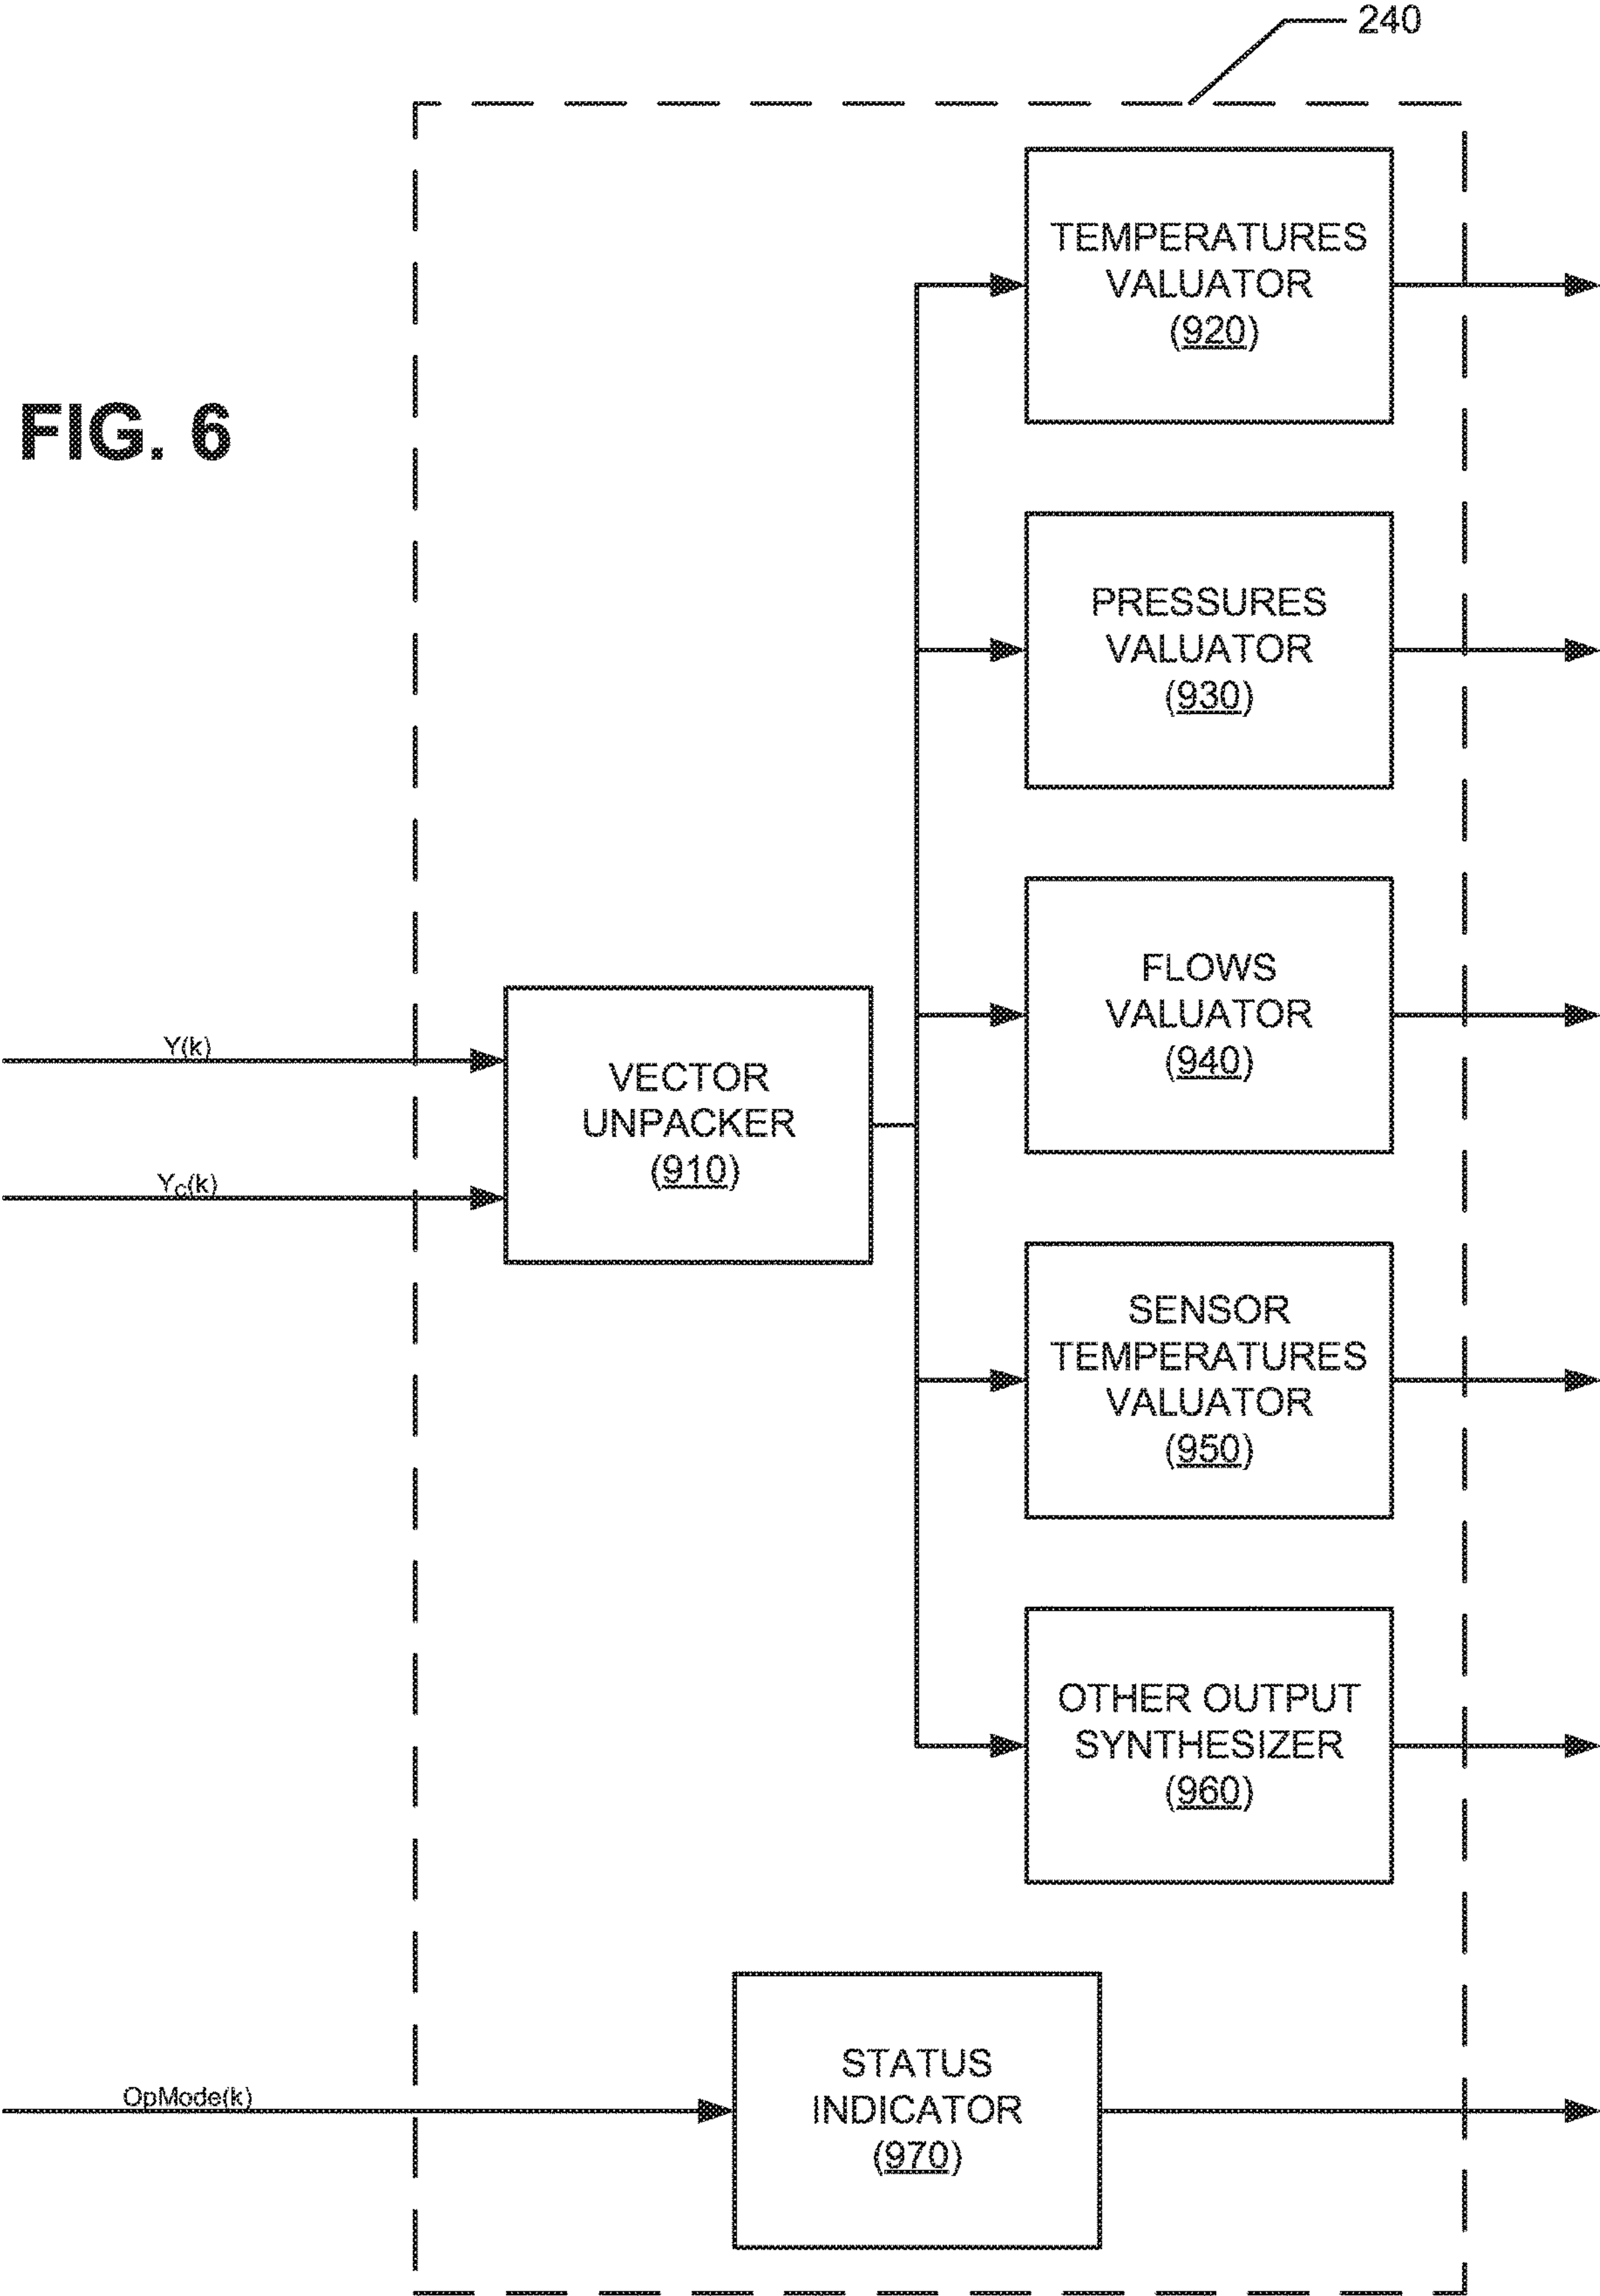 240
TEMPERATURES
VALUATOR
(920)
FIG. 6
PRESSURES
VALUATOR
(930)
FLOWS
VALUATOR
(940)
Y(k)
VECTOR
UNPACKER
(910)
Y_C(k)
SENSOR
TEMPERATURES
VALUATOR
(950)
OTHER OUTPUT
SYNTHESIZER
(960)
OpMode(k)
STATUS
INDICATOR
(970)